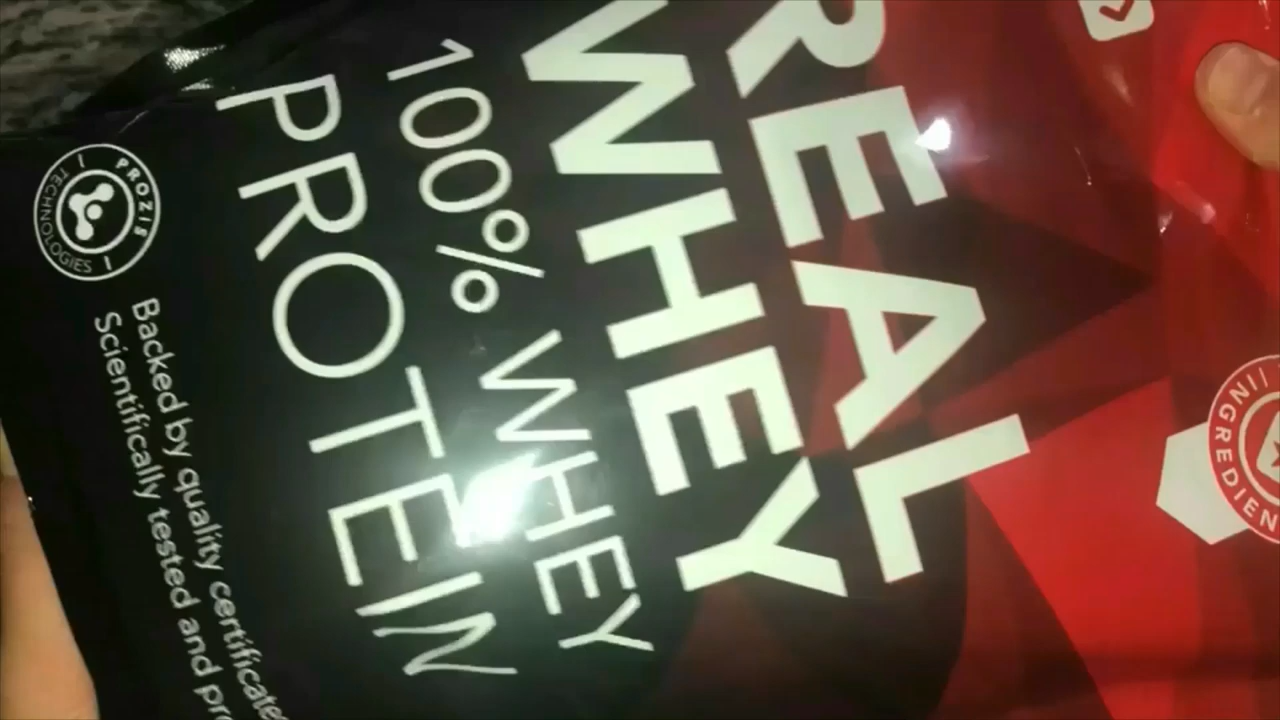 REAL
WHEY
100% WHEY
PROTEIN
PROZIS
TECHNOLOGIES
Backed by quality
Scientifically tested and